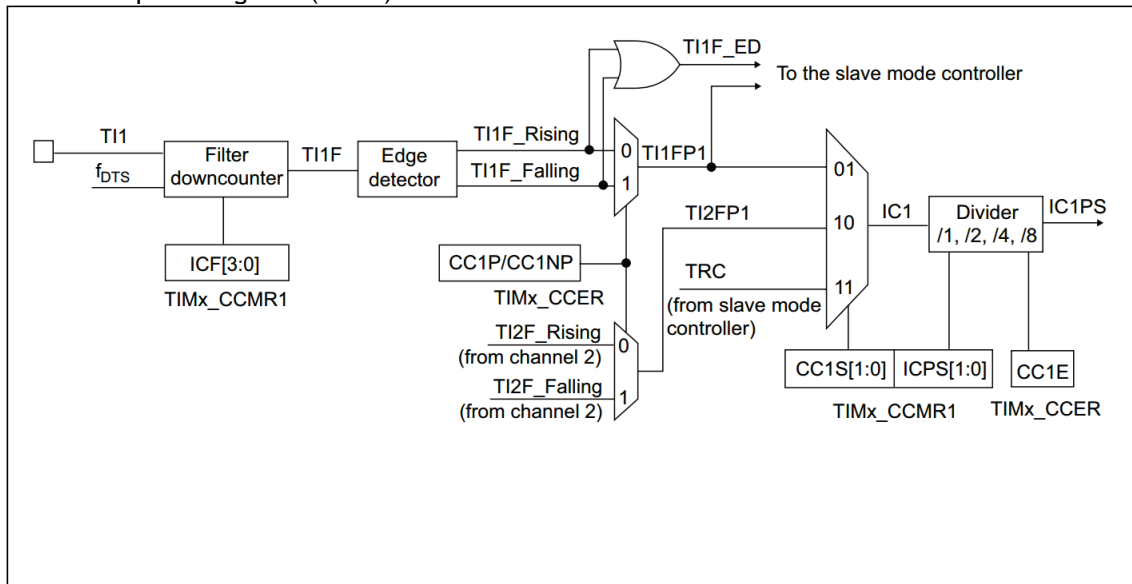 TI1F_ED
To the slave mode controller
TI1
f_DTS
Filter
downcounter
TI1F
Edge
detector
TI1F_Rising
TI1F_Falling
0
1
TI1FP1
01
10
11
TI2FP1
TRC
(from slave mode
controller)
IC1
Divider
/1, /2, /4, /8
IC1PS
ICF[3:0]
TIMx_CCMR1
CC1P/CC1NP
TIMx_CCER
TI2F_Rising
(from channel 2)
TI2F_Falling
(from channel 2)
0
1
CC1S[1:0]
ICPS[1:0]
TIMx_CCMR1
CC1E
TIMx_CCER